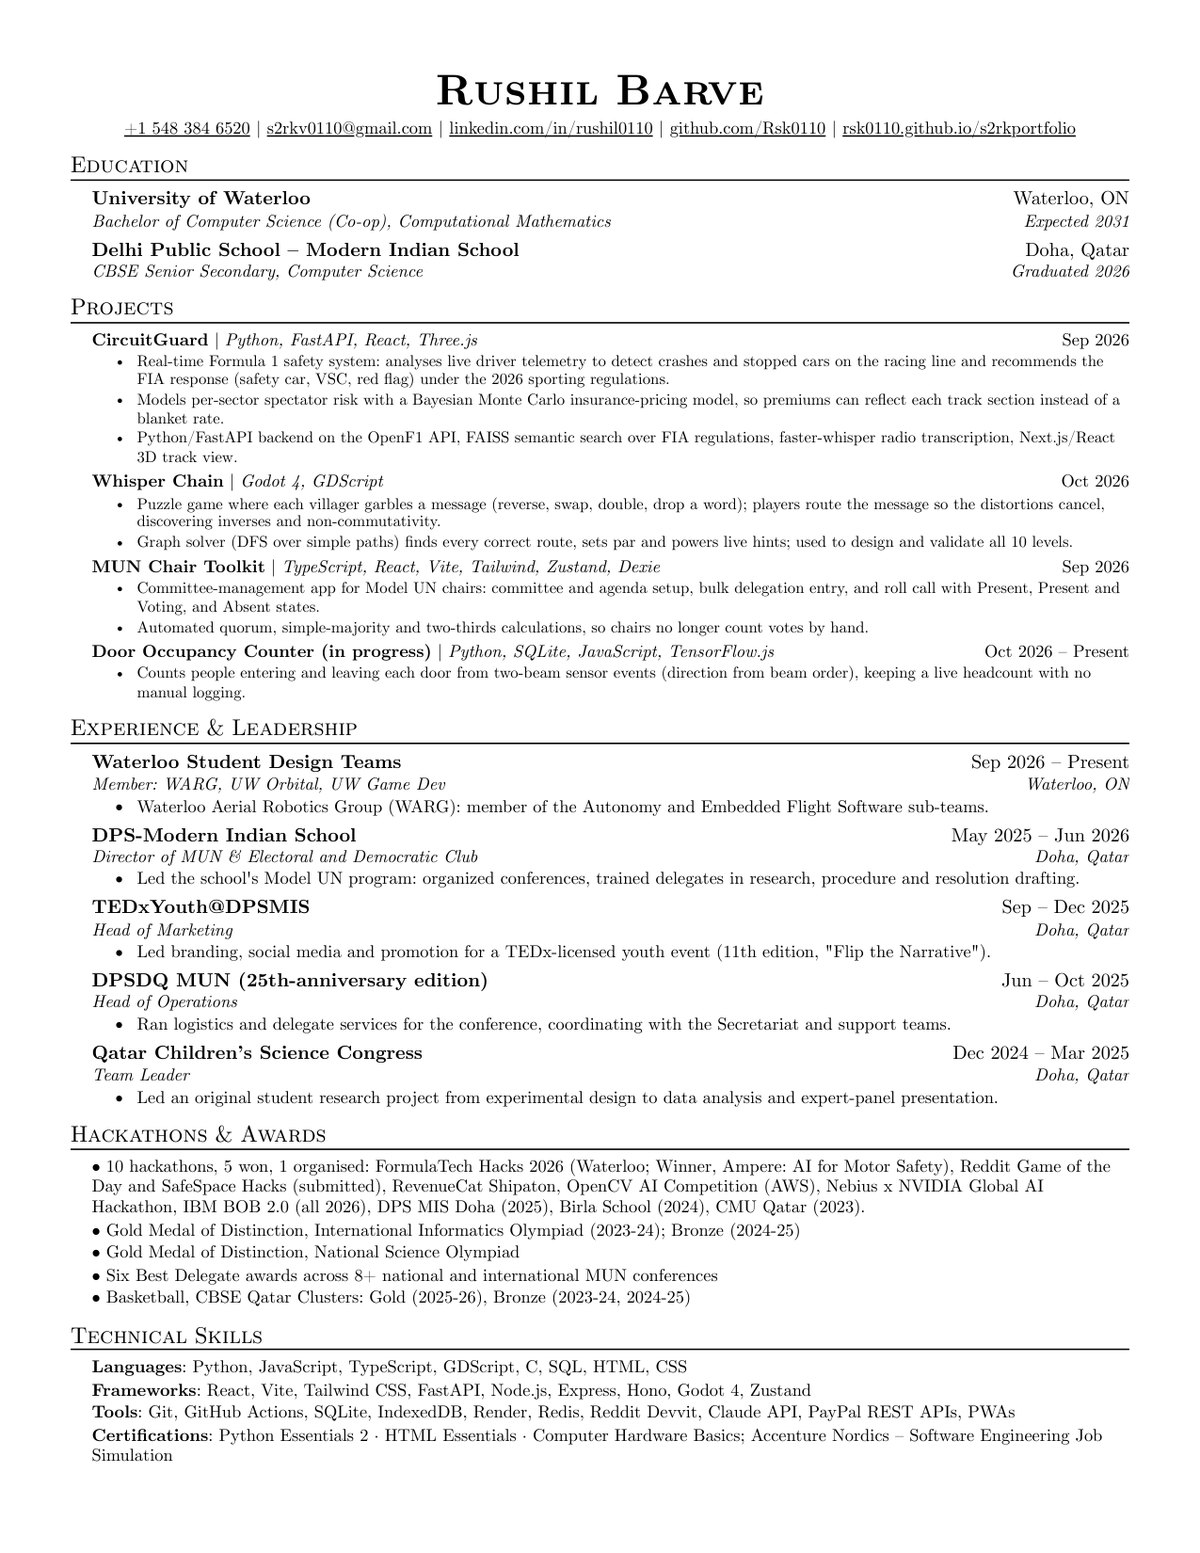 Rushil Barve
+1 548 384 6520 | s2rkv0110@gmail.com | linkedin.com/in/rushil0110 | github.com/Rsk0110 | rsk0110.github.io/s2rkportfolio
Education
University of Waterloo Waterloo, ON
Bachelor of Computer Science (Co-op), Computational Mathematics Expected 2031
Delhi Public School – Modern Indian School Doha, Qatar
CBSE Senior Secondary, Computer Science Graduated 2026
Projects
CircuitGuard | Python, FastAPI, React, Three.js Sep 2026
• Real-time Formula 1 safety system: analyses live driver telemetry to detect crashes and stopped cars on the racing line and recommends the
FIA response (safety car, VSC, red flag) under the 2026 sporting regulations.
• Models per-sector spectator risk with a Bayesian Monte Carlo insurance-pricing model, so premiums can reflect each track section instead of a
blanket rate.
• Python/FastAPI backend on the OpenF1 API, FAISS semantic search over FIA regulations, faster-whisper radio transcription, Next.js/React
3D track view.
Whisper Chain | Godot 4, GDScript Oct 2026
• Puzzle game where each villager garbles a message (reverse, swap, double, drop a word); players route the message so the distortions cancel,
discovering inverses and non-commutativity.
• Graph solver (DFS over simple paths) finds every correct route, sets par and powers live hints; used to design and validate all 10 levels.
MUN Chair Toolkit | TypeScript, React, Vite, Tailwind, Zustand, Dexie Sep 2026
• Committee-management app for Model UN chairs: committee and agenda setup, bulk delegation entry, and roll call with Present, Present and
Voting, and Absent states.
• Automated quorum, simple-majority and two-thirds calculations, so chairs no longer count votes by hand.
Door Occupancy Counter (in progress) | Python, SQLite, JavaScript, TensorFlow.js Oct 2026 – Present
• Counts people entering and leaving each door from two-beam sensor events (direction from beam order), keeping a live headcount with no
manual logging.
Experience & Leadership
Waterloo Student Design Teams Sep 2026 – Present
Member: WARG, UW Orbital, UW Game Dev Waterloo, ON
• Waterloo Aerial Robotics Group (WARG): member of the Autonomy and Embedded Flight Software sub-teams.
DPS-Modern Indian School May 2025 – Jun 2026
Director of MUN & Electoral and Democratic Club Doha, Qatar
• Led the school's Model UN program: organized conferences, trained delegates in research, procedure and resolution drafting.
TEDxYouth@DPSMIS Sep – Dec 2025
Head of Marketing Doha, Qatar
• Led branding, social media and promotion for a TEDx-licensed youth event (11th edition, "Flip the Narrative").
DPSDQ MUN (25th-anniversary edition) Jun – Oct 2025
Head of Operations Doha, Qatar
• Ran logistics and delegate services for the conference, coordinating with the Secretariat and support teams.
Qatar Children's Science Congress Dec 2024 – Mar 2025
Team Leader Doha, Qatar
• Led an original student research project from experimental design to data analysis and expert-panel presentation.
Hackathons & Awards
• 10 hackathons, 5 won, 1 organised: FormulaTech Hacks 2026 (Waterloo; Winner, Ampere: AI for Motor Safety), Reddit Game of the
Day and SafeSpace Hacks (submitted), RevenueCat Shipaton, OpenCV AI Competition (AWS), Nebius x NVIDIA Global AI
Hackathon, IBM BOB 2.0 (all 2026), DPS MIS Doha (2025), Birla School (2024), CMU Qatar (2023).
• Gold Medal of Distinction, International Informatics Olympiad (2023-24); Bronze (2024-25)
• Gold Medal of Distinction, National Science Olympiad
• Six Best Delegate awards across 8+ national and international MUN conferences
• Basketball, CBSE Qatar Clusters: Gold (2025-26), Bronze (2023-24, 2024-25)
Technical Skills
Languages: Python, JavaScript, TypeScript, GDScript, C, SQL, HTML, CSS
Frameworks: React, Vite, Tailwind CSS, FastAPI, Node.js, Express, Hono, Godot 4, Zustand
Tools: Git, GitHub Actions, SQLite, IndexedDB, Render, Redis, Reddit Devvit, Claude API, PayPal REST APIs, PWAs
Certifications: Python Essentials 2 · HTML Essentials · Computer Hardware Basics; Accenture Nordics – Software Engineering Job
Simulation